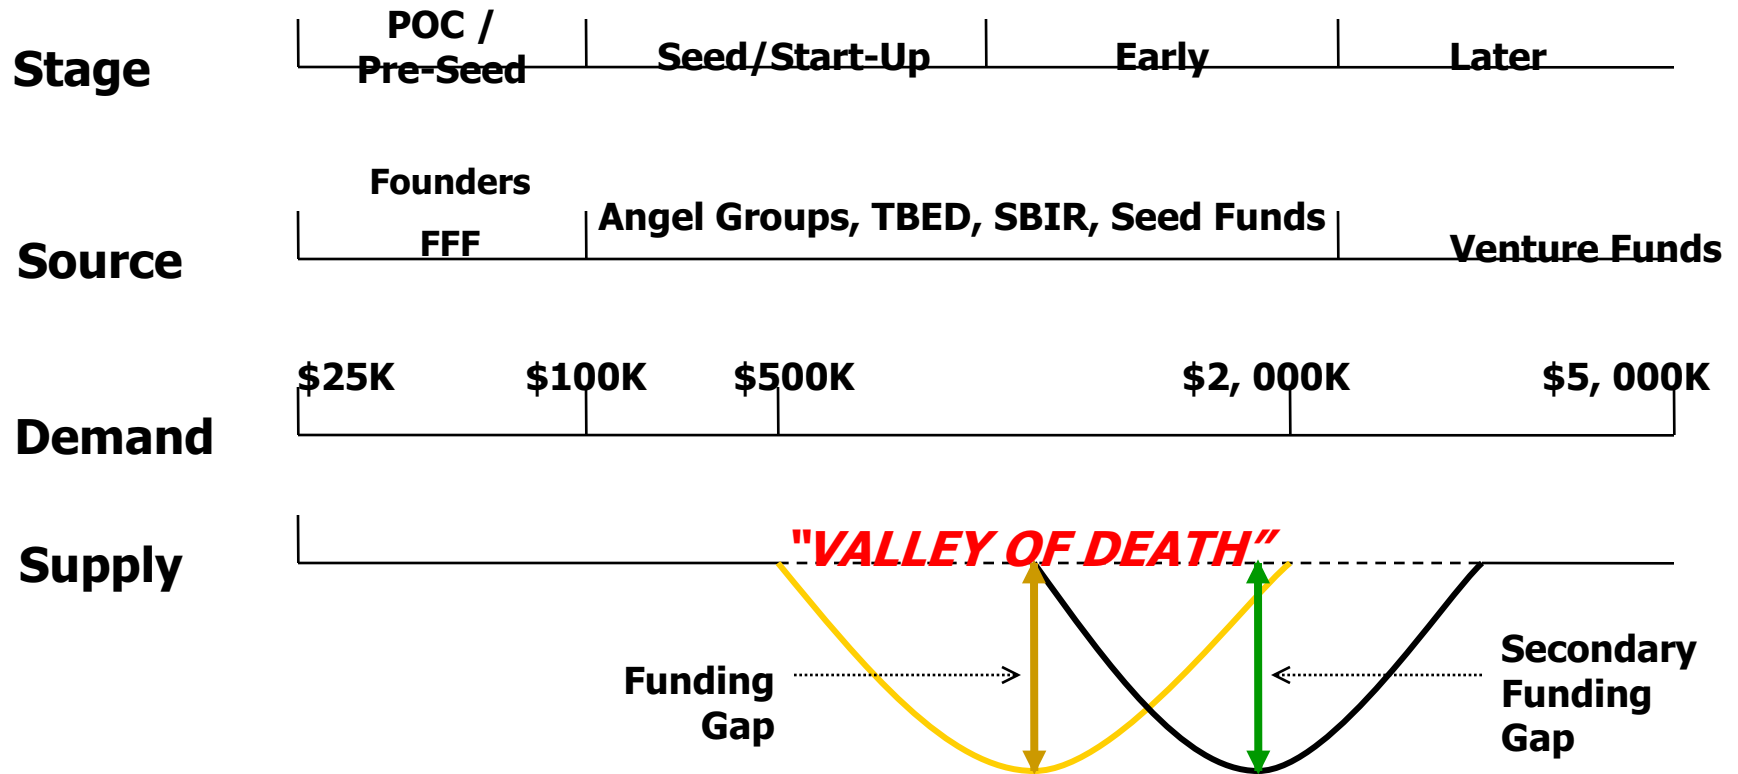 Stage
POC /
Pre-Seed
Seed/Start-Up
Early
Later
Source
Founders
FFF
Angel Groups, TBED, SBIR, Seed Funds
Venture Funds
Demand
$25K
$100K
$500K
$2, 000K
$5, 000K
Supply
"VALLEY OF DEATH”
Funding
Gap
Secondary
Funding
Gap